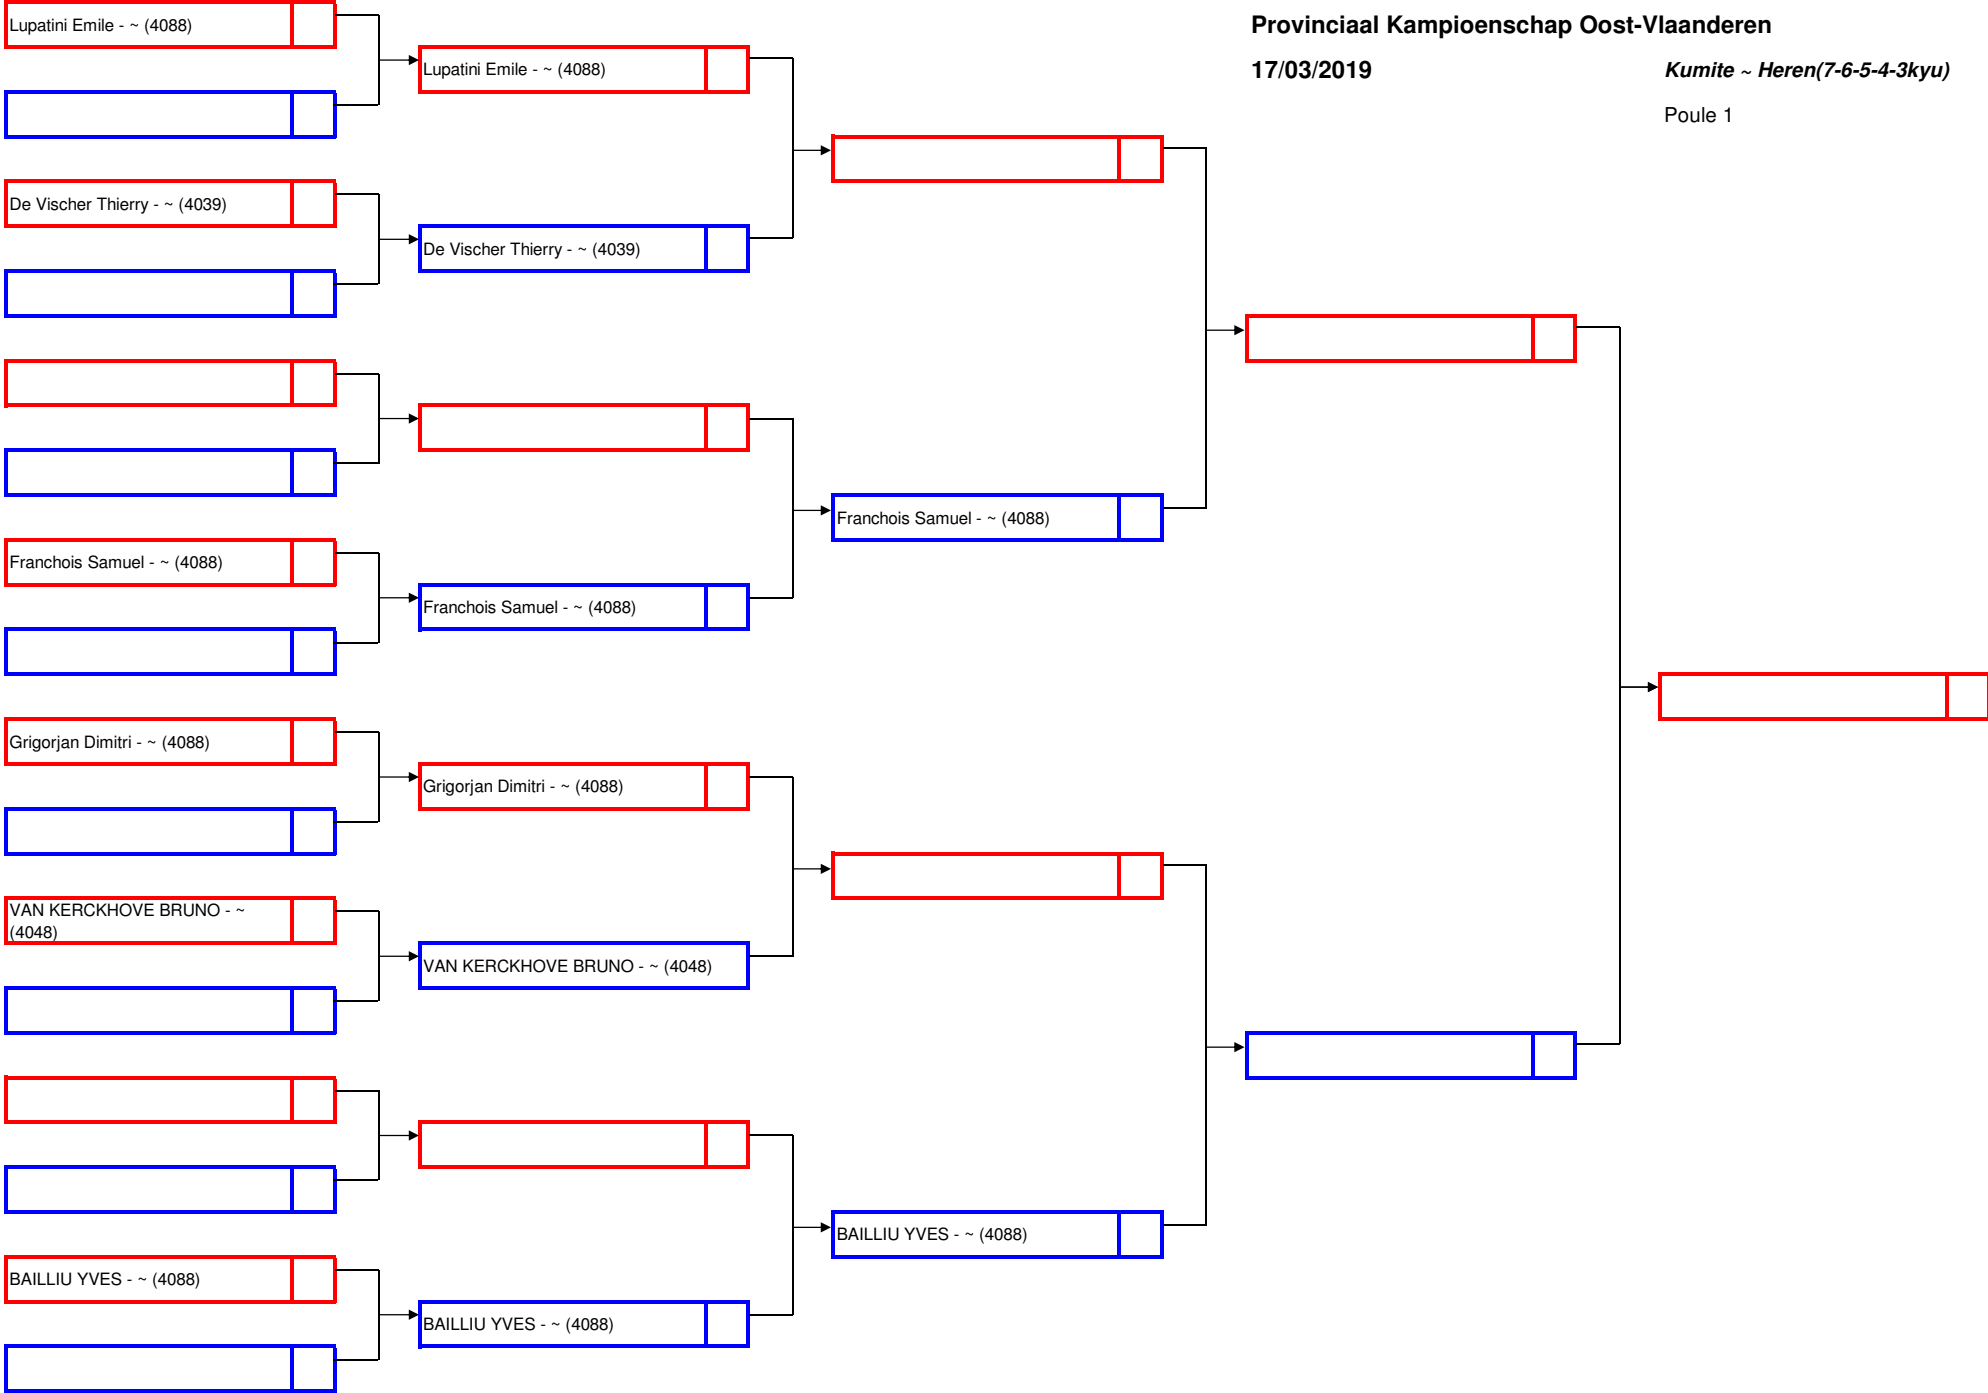 Provinciaal Kampioenschap Oost-Vlaanderen
17/03/2019
Kumite ~ Heren(7-6-5-4-3kyu)
Poule 1
Lupatini Emile - ~ (4088)
De Vischer Thierry - ~ (4039)
Franchois Samuel - ~ (4088)
Grigorjan Dimitri - ~ (4088)
VAN KERCKHOVE BRUNO - ~
(4048)
BAILLIU YVES - ~ (4088)
Lupatini Emile - ~ (4088)
De Vischer Thierry - ~ (4039)
Franchois Samuel - ~ (4088)
Grigorjan Dimitri - ~ (4088)
VAN KERCKHOVE BRUNO - ~ (4048)
BAILLIU YVES - ~ (4088)
Franchois Samuel - ~ (4088)
BAILLIU YVES - ~ (4088)